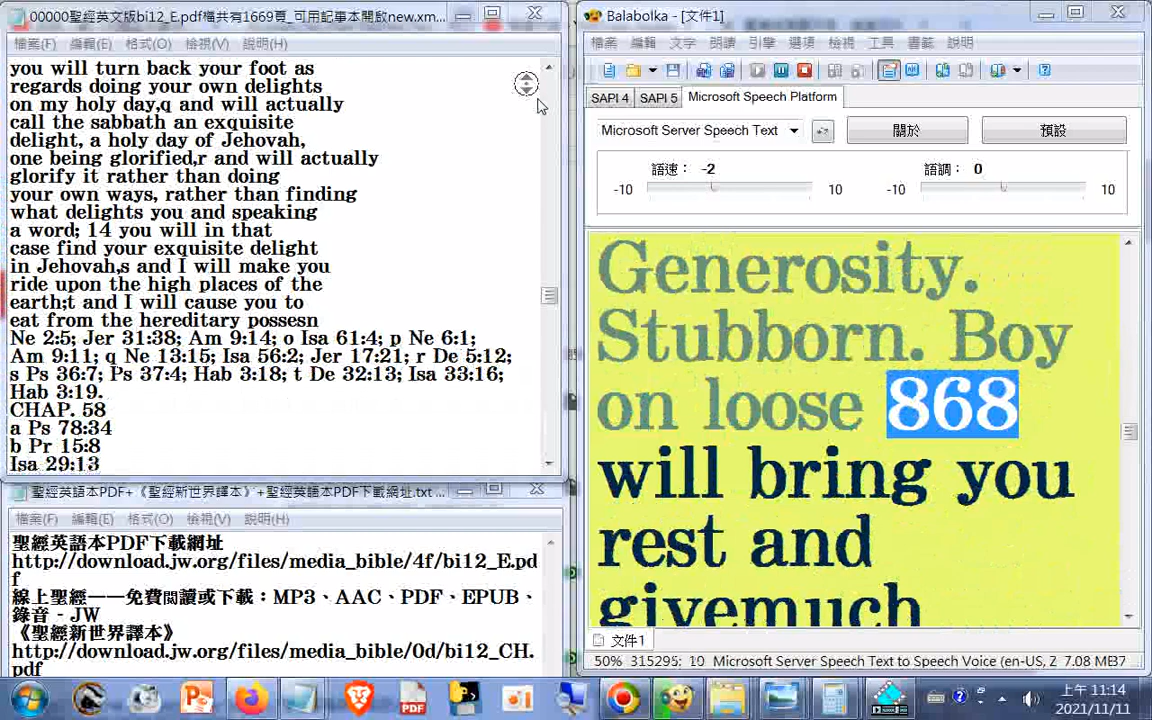 00000聖經英文版bi12_E.pdf檔共有1669頁_可用記事本開啟new.xm...
檔案(F) 編輯(E) 格式(O) 檢視(V) 說明(H)
you will turn back your foot as
regards doing your own delights
on my holy day,q and will actually
call the sabbath an exquisite
delight, a holy day of Jehovah,
one being glorified,r and will actually
glorify it rather than doing
your own ways, rather than finding
what delights you and speaking
a word; 14 you will in that
case find your exquisite delight
in Jehovah,s and I will make you
ride upon the high places of the
earth;t and I will cause you to
eat from the hereditary possesn
Ne 2:5; Jer 31:38; Am 9:14; o Isa 61:4; p Ne 6:1;
Am 9:11; q Ne 13:15; Isa 56:2; Jer 17:21; r De 5:12;
s Ps 36:7; Ps 37:4; Hab 3:18; t De 32:13; Isa 33:16;
Hab 3:19.
CHAP. 58
a Ps 78:34
b Pr 15:8
Isa 29:13
聖經英語本PDF+《聖經新世界譯本》+聖經英語本PDF下載網址.txt ...
檔案(F) 編輯(E) 格式(O) 檢視(V) 說明(H)
聖經英語本PDF下載網址
http://download.jw.org/files/media_bible/4f/bi12_E.pd
f
線上聖經——免費閱讀或下載：MP3、AAC、PDF、EPUB、
錄音 - JW
《聖經新世界譯本》
http://download.jw.org/files/media_bible/0d/bi12_CH.
pdf
Balabolka - [文件1]
檔案 編輯 文字 朗讀 引擎 選項 檢視 工具 書籤 說明
SAPI 4 SAPI 5 Microsoft Speech Platform
Microsoft Server Speech Text 關於 預設
語速： -2 語調： 0
-10 10 -10 10
Generosity.
Stubborn. Boy
on loose 868
will bring you
rest and
givemuch
文件1
50% 315295: 10 Microsoft Server Speech Text to Speech Voice (en-US, Z 7.08 MB
PDF
上午 11:14
2021/11/11